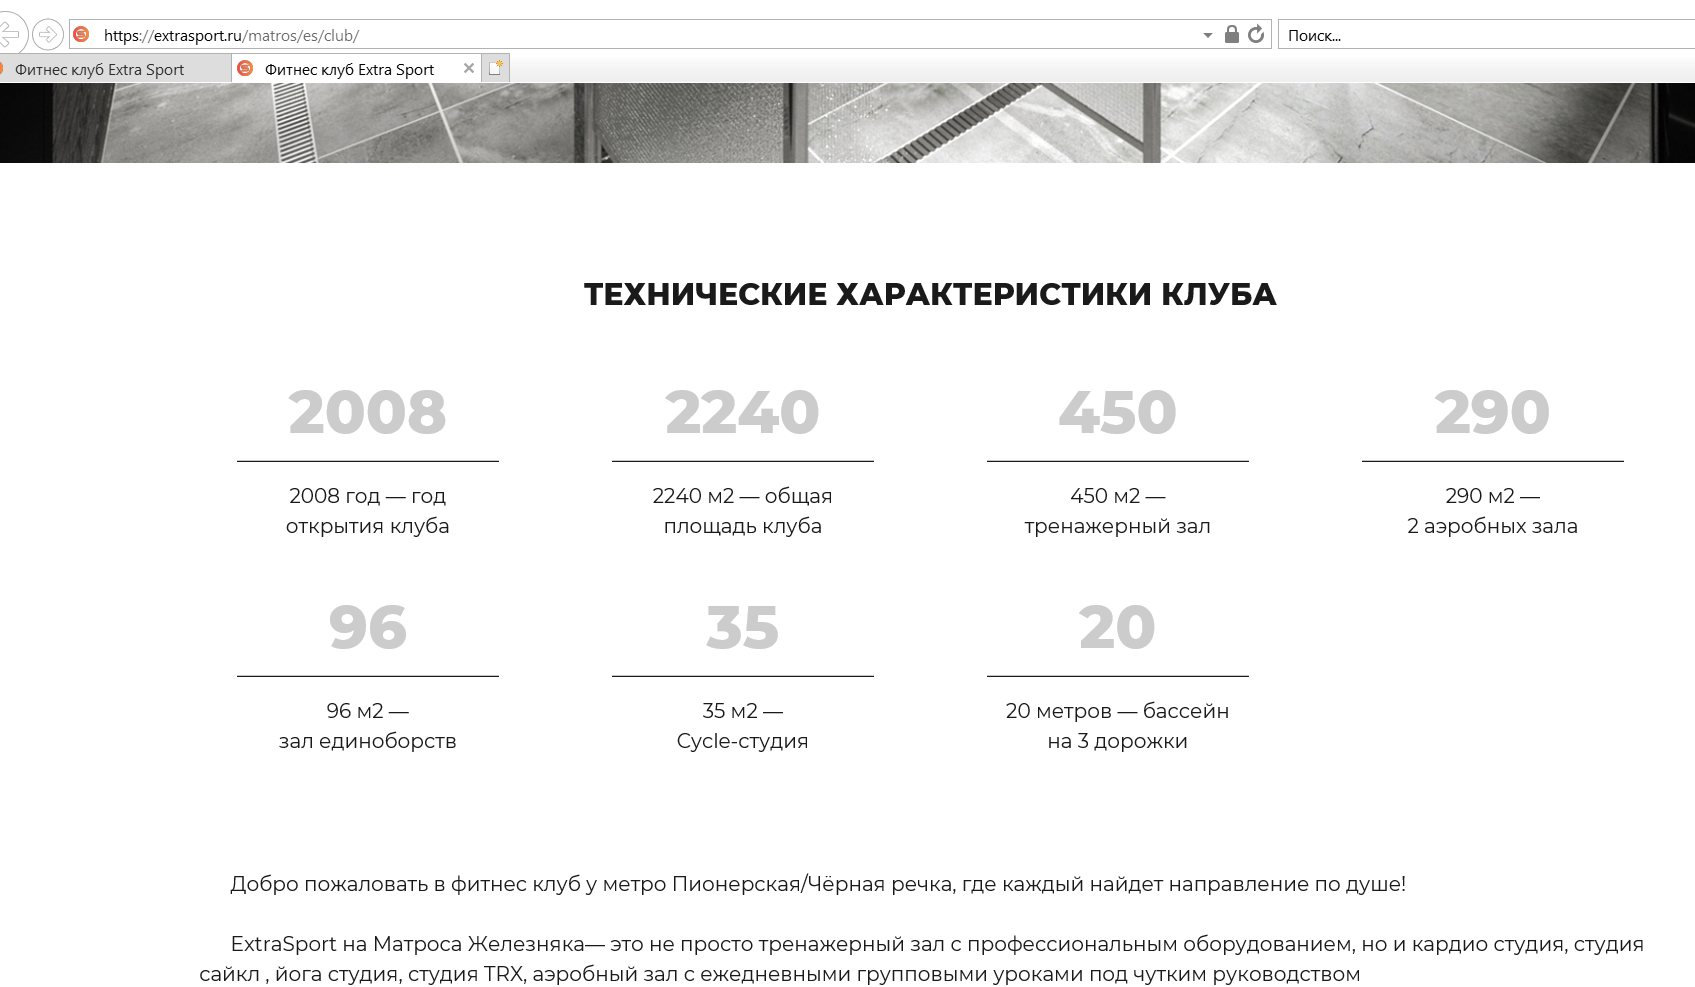 https://extrasport.ru/matros/es/club/
Поиск...
Фитнес клуб Extra Sport
Фитнес клуб Extra Sport
ТЕХНИЧЕСКИЕ ХАРАКТЕРИСТИКИ КЛУБА
2008
2240
450
290
2008 год — год
открытия клуба
2240 м2 — общая
площадь клуба
450 м2 —
тренажерный зал
290 м2 —
2 аэробных зала
96
35
20
96 м2 —
зал единоборств
35 м2 —
Cycle-студия
20 метров — бассейн
на 3 дорожки
Добро пожаловать в фитнес клуб у метро Пионерская/Чёрная речка, где каждый найдет направление по душе!
ExtraSport на Матроса Железняка— это не просто тренажерный зал с профессиональным оборудованием, но и кардио студия, студия
сайкл , йога студия, студия TRX, аэробный зал с ежедневными групповыми уроками под чутким руководством